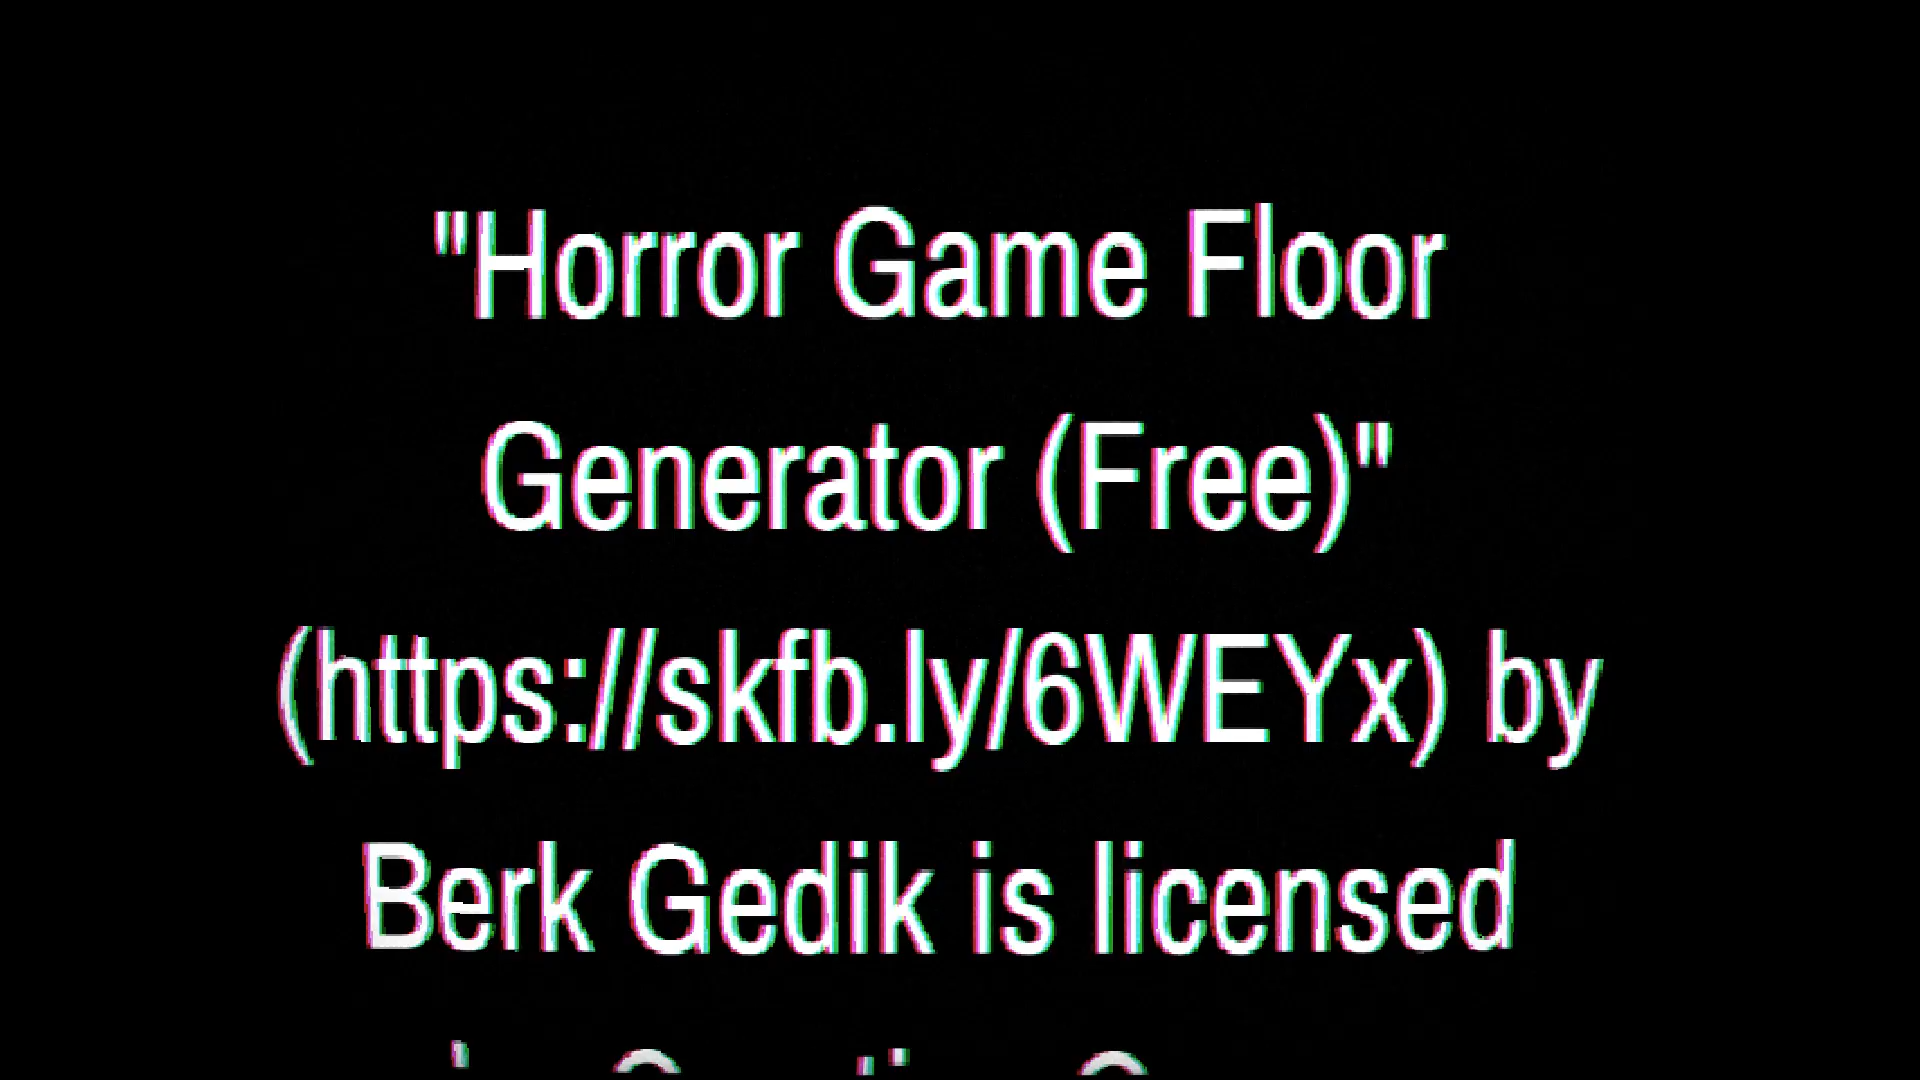 "Horror Game Floor
Generator (Free)"
(https://skfb.ly/6WEYx) by
Berk Gedik is licensed